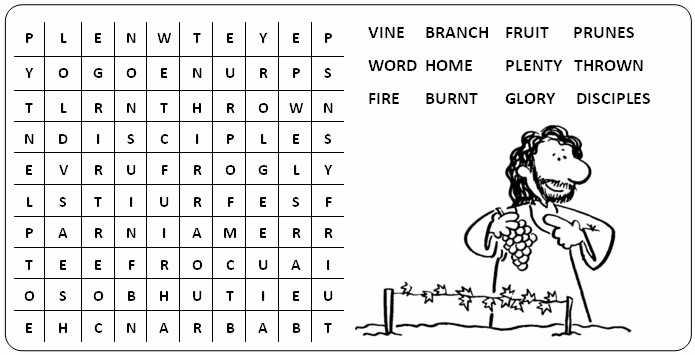 P L E N W T E Y E P
Y O G O E N U R P S
T L R N T H R O W N
N D I S C I P L E S
E V R U F R O G L Y
L S T I U R F E S F
P A R N I A M E R R
T E E F R O C U A I
O S O B H U T I E U
E H C N A R B A B T
VINE BRANCH FRUIT PRUNES
WORD HOME PLENTY THROWN
FIRE BURNT GLORY DISCIPLES